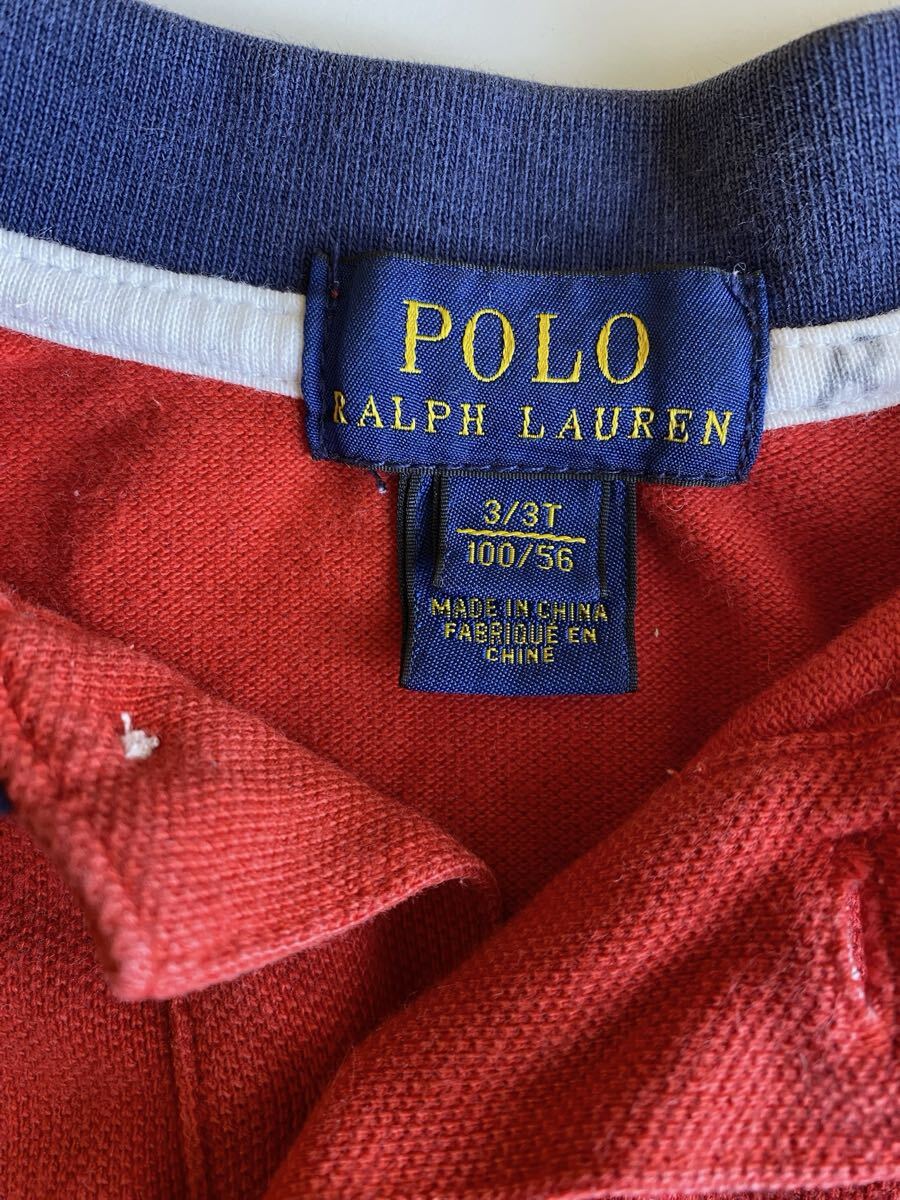 POLO
RALPH LAUREN
3/3T
100/56
MADE IN CHINA
FABRIQUÉ EN
CHINE